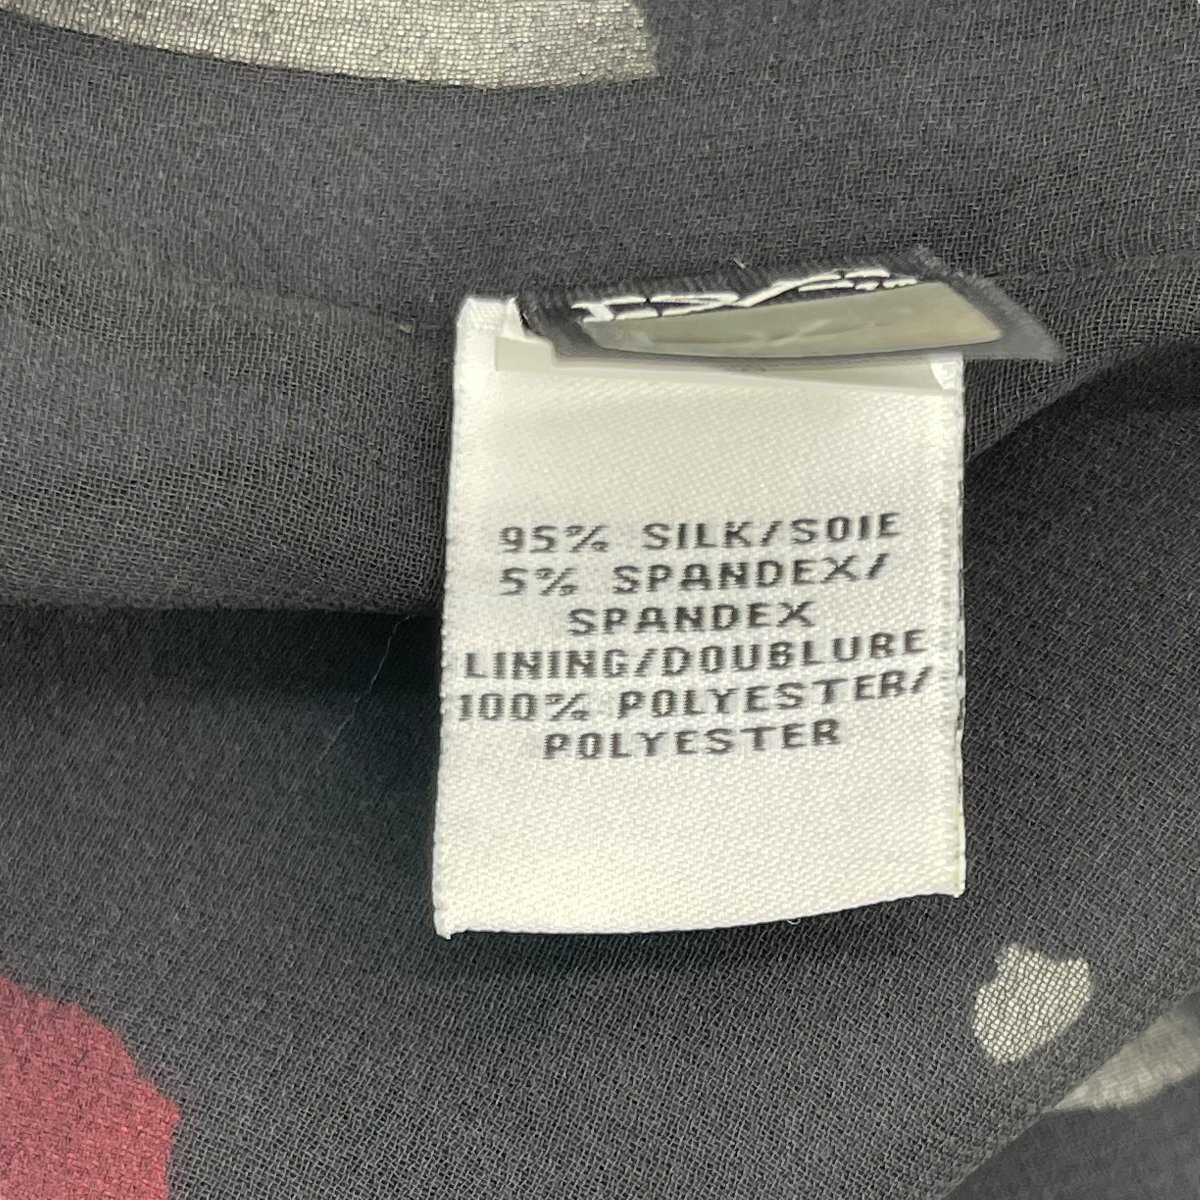 95% SILK/SOIE
5% SPANDEX/
SPANDEX
LINING/DOUBLURE
100% POLYESTER/
POLYESTER